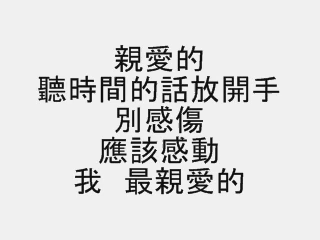 親愛的
聽時間的話放開手
別感傷
應該感動
我 最親愛的